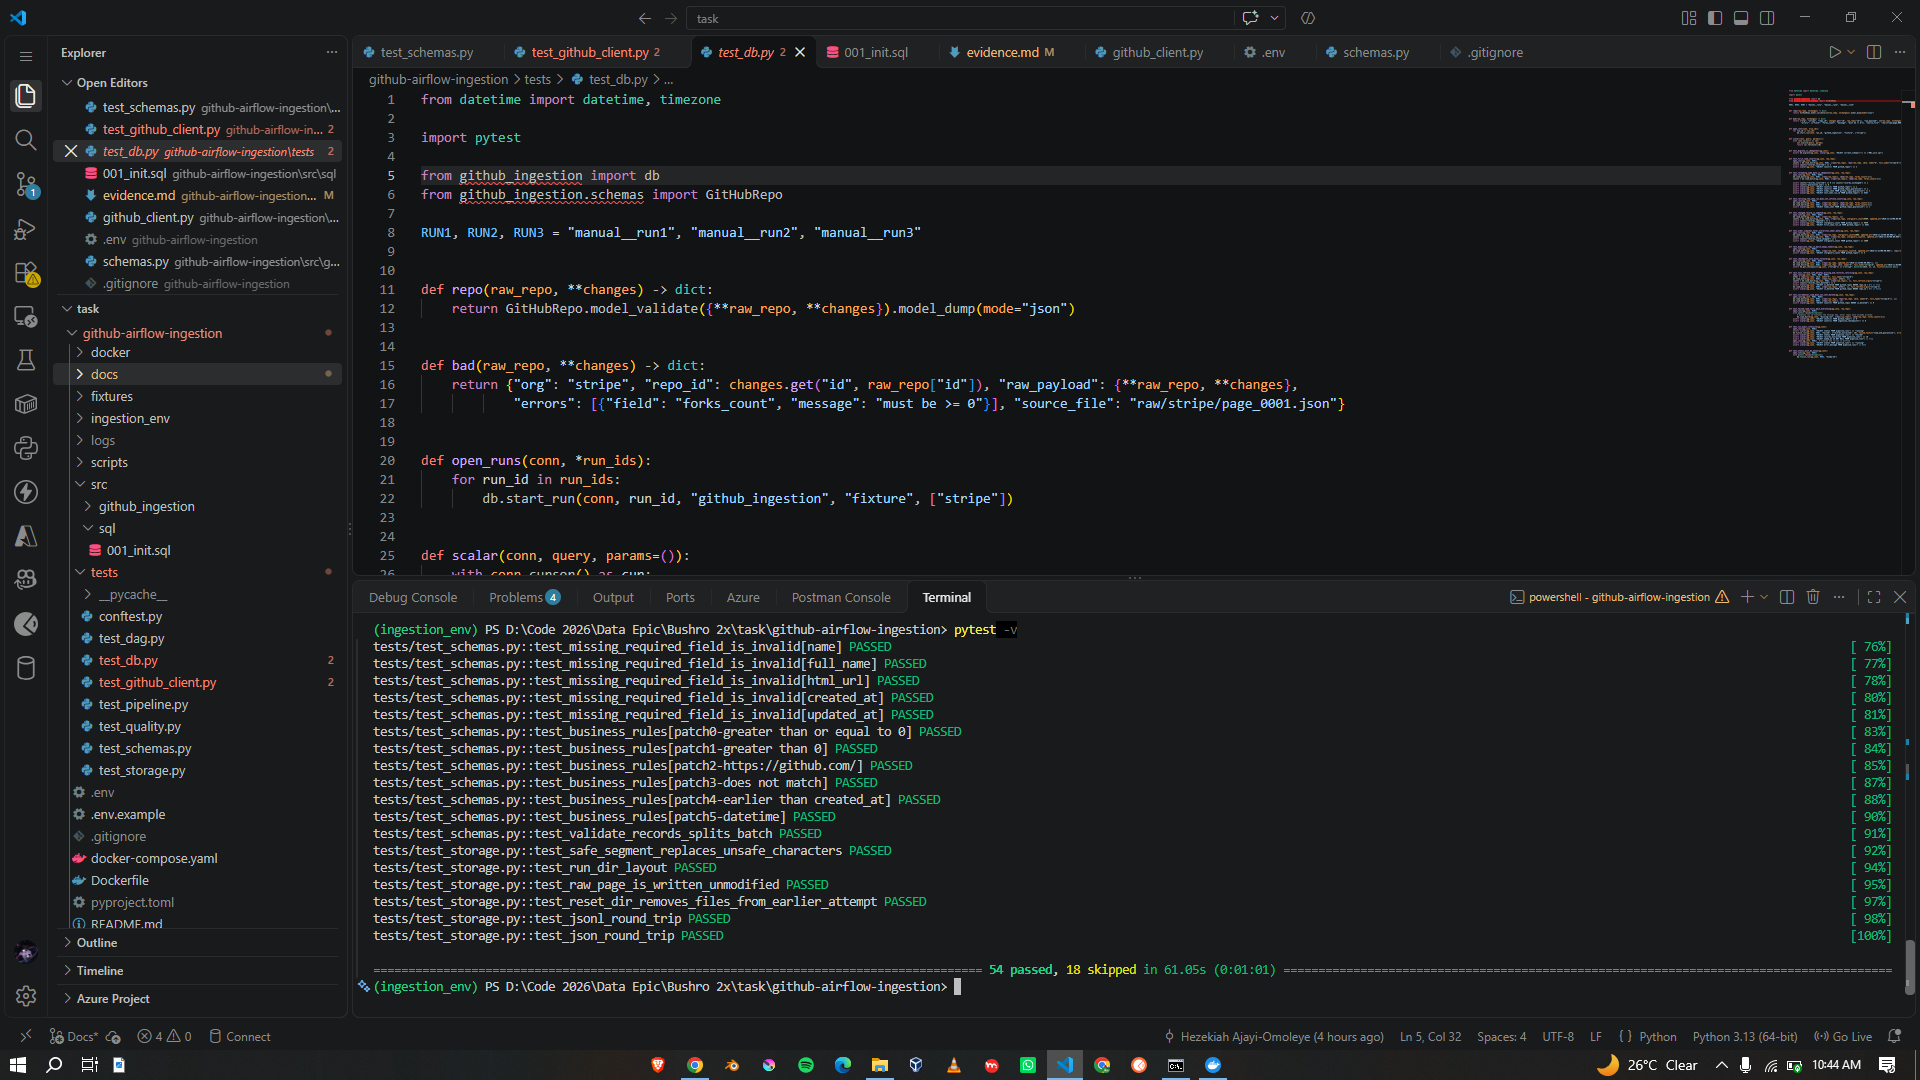 task
Explorer
Open Editors
test_schemas.py github-airflow-ingestion\...
test_github_client.py github-airflow-in... 2
test_db.py github-airflow-ingestion\tests 2
001_init.sql github-airflow-ingestion\src\sql
evidence.md github-airflow-ingestion... M
github_client.py github-airflow-ingestion\...
.env github-airflow-ingestion
schemas.py github-airflow-ingestion\src\g...
.gitignore github-airflow-ingestion
task
github-airflow-ingestion
docker
docs
fixtures
ingestion_env
logs
scripts
src
github_ingestion
sql
001_init.sql
tests
__pycache__
conftest.py
test_dag.py
test_db.py 2
test_github_client.py 2
test_pipeline.py
test_quality.py
test_schemas.py
test_storage.py
.env
.env.example
.gitignore
docker-compose.yaml
Dockerfile
pyproject.toml
README.md
Outline
Timeline
Azure Project
1
test_schemas.py test_github_client.py 2 test_db.py 2 001_init.sql evidence.md M github_client.py .env schemas.py .gitignore
github-airflow-ingestion > tests > test_db.py > ...
1 from datetime import datetime, timezone
2
3 import pytest
4
5 from github_ingestion import db
6 from github_ingestion.schemas import GitHubRepo
7
8 RUN1, RUN2, RUN3 = "manual__run1", "manual__run2", "manual__run3"
9
10
11 def repo(raw_repo, **changes) -> dict:
12 return GitHubRepo.model_validate({**raw_repo, **changes}).model_dump(mode="json")
13
14
15 def bad(raw_repo, **changes) -> dict:
16 return {"org": "stripe", "repo_id": changes.get("id", raw_repo["id"]), "raw_payload": {**raw_repo, **changes},
17 "errors": [{"field": "forks_count", "message": "must be >= 0"}], "source_file": "raw/stripe/page_0001.json"}
18
19
20 def open_runs(conn, *run_ids):
21 for run_id in run_ids:
22 db.start_run(conn, run_id, "github_ingestion", "fixture", ["stripe"])
23
24
25 def scalar(conn, query, params=()):
26 with conn.cursor() as cur:
Debug Console Problems 4 Output Ports Azure Postman Console Terminal
powershell - github-airflow-ingestion
(ingestion_env) PS D:\Code 2026\Data Epic\Bushro 2x\task\github-airflow-ingestion> pytest -v
tests/test_schemas.py::test_missing_required_field_is_invalid[name] PASSED [ 76%]
tests/test_schemas.py::test_missing_required_field_is_invalid[full_name] PASSED [ 77%]
tests/test_schemas.py::test_missing_required_field_is_invalid[html_url] PASSED [ 78%]
tests/test_schemas.py::test_missing_required_field_is_invalid[created_at] PASSED [ 80%]
tests/test_schemas.py::test_missing_required_field_is_invalid[updated_at] PASSED [ 81%]
tests/test_schemas.py::test_business_rules[patch0-greater than or equal to 0] PASSED [ 83%]
tests/test_schemas.py::test_business_rules[patch1-greater than 0] PASSED [ 84%]
tests/test_schemas.py::test_business_rules[patch2-https://github.com/] PASSED [ 85%]
tests/test_schemas.py::test_business_rules[patch3-does not match] PASSED [ 87%]
tests/test_schemas.py::test_business_rules[patch4-earlier than created_at] PASSED [ 88%]
tests/test_schemas.py::test_business_rules[patch5-datetime] PASSED [ 90%]
tests/test_schemas.py::test_validate_records_splits_batch PASSED [ 91%]
tests/test_storage.py::test_safe_segment_replaces_unsafe_characters PASSED [ 92%]
tests/test_storage.py::test_run_dir_layout PASSED [ 94%]
tests/test_storage.py::test_raw_page_is_written_unmodified PASSED [ 95%]
tests/test_storage.py::test_reset_dir_removes_files_from_earlier_attempt PASSED [ 97%]
tests/test_storage.py::test_jsonl_round_trip PASSED [ 98%]
tests/test_storage.py::test_json_round_trip PASSED [100%]
54 passed, 18 skipped in 61.05s (0:01:01)
(ingestion_env) PS D:\Code 2026\Data Epic\Bushro 2x\task\github-airflow-ingestion>
Docs* 4 0 Connect Hezekiah Ajayi-Omoleye (4 hours ago) Ln 5, Col 32 Spaces: 4 UTF-8 LF { } Python Python 3.13 (64-bit) Go Live
26°C Clear 10:44 AM